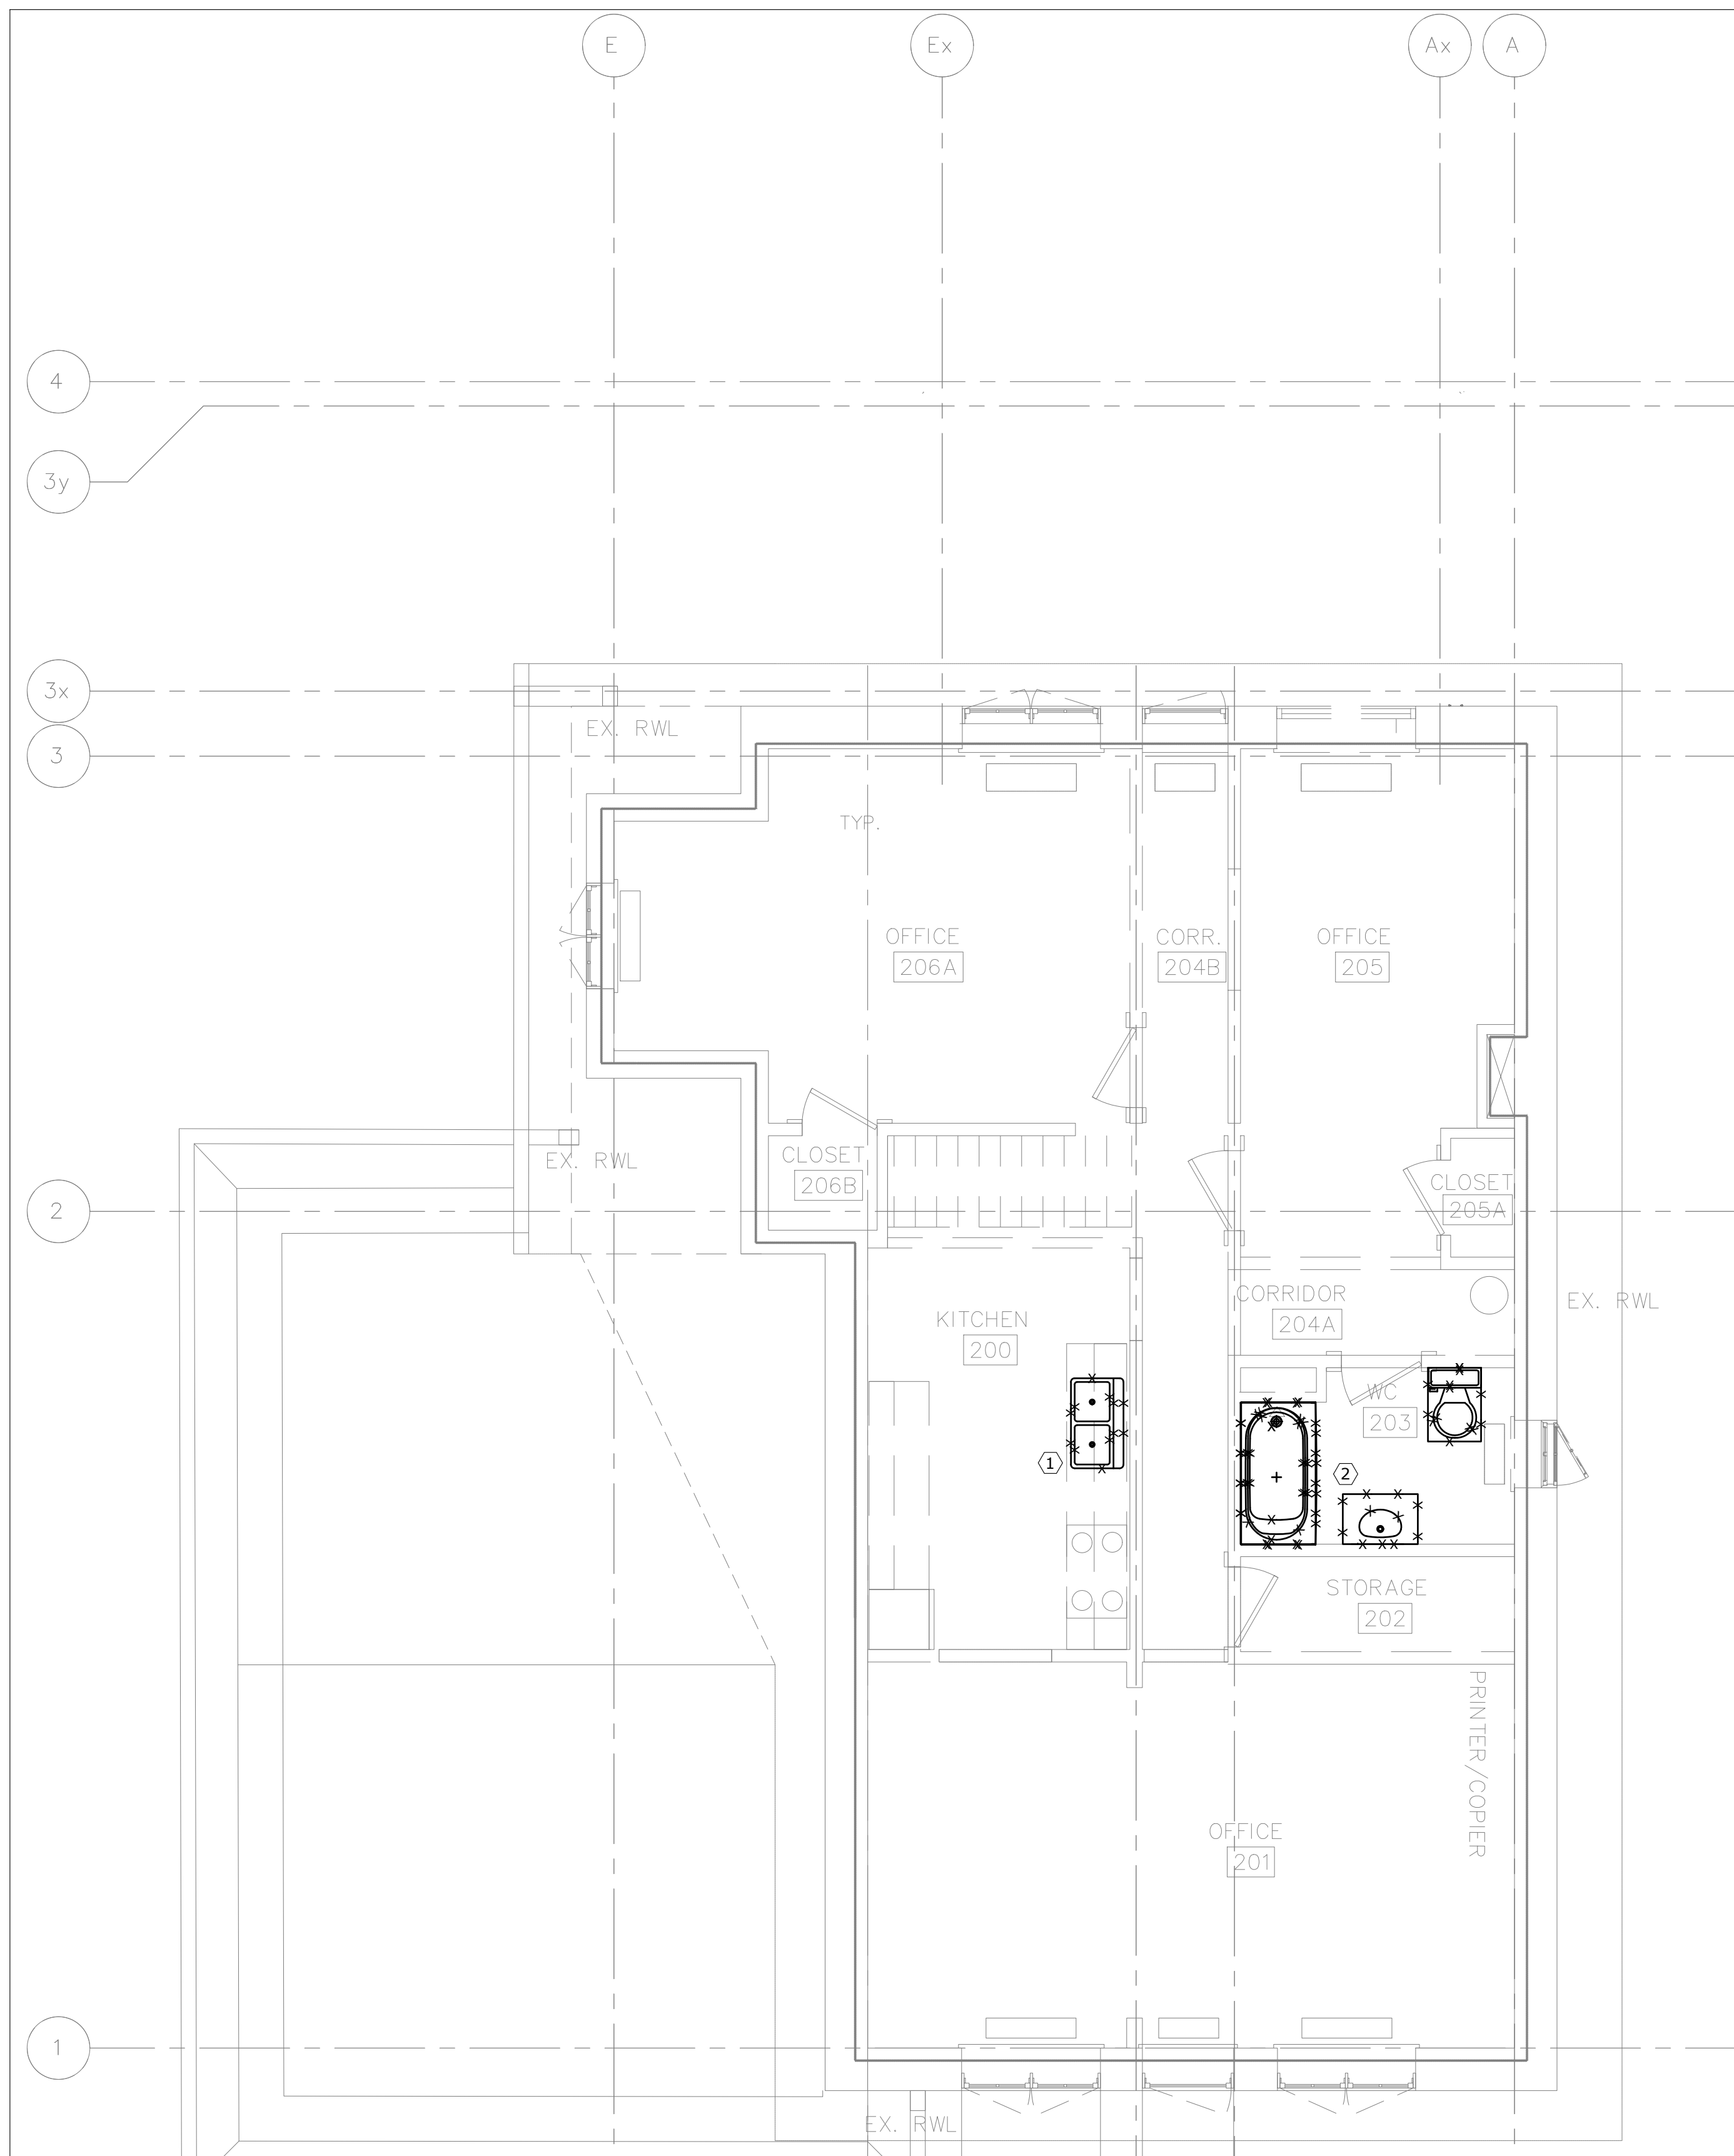 E
Ex
Ax
A
4
3y
3x
3
EX. RWL
TYP.
OFFICE
206A
CORR.
204B
OFFICE
205
CLOSET
206B
EX. RWL
CLOSET
205A
2
CORRIDOR
204A
EX. RWL
KITCHEN
200
WC
203
1
2
STORAGE
202
PRINTER/COPIER
OFFICE
201
1
EX. RWL